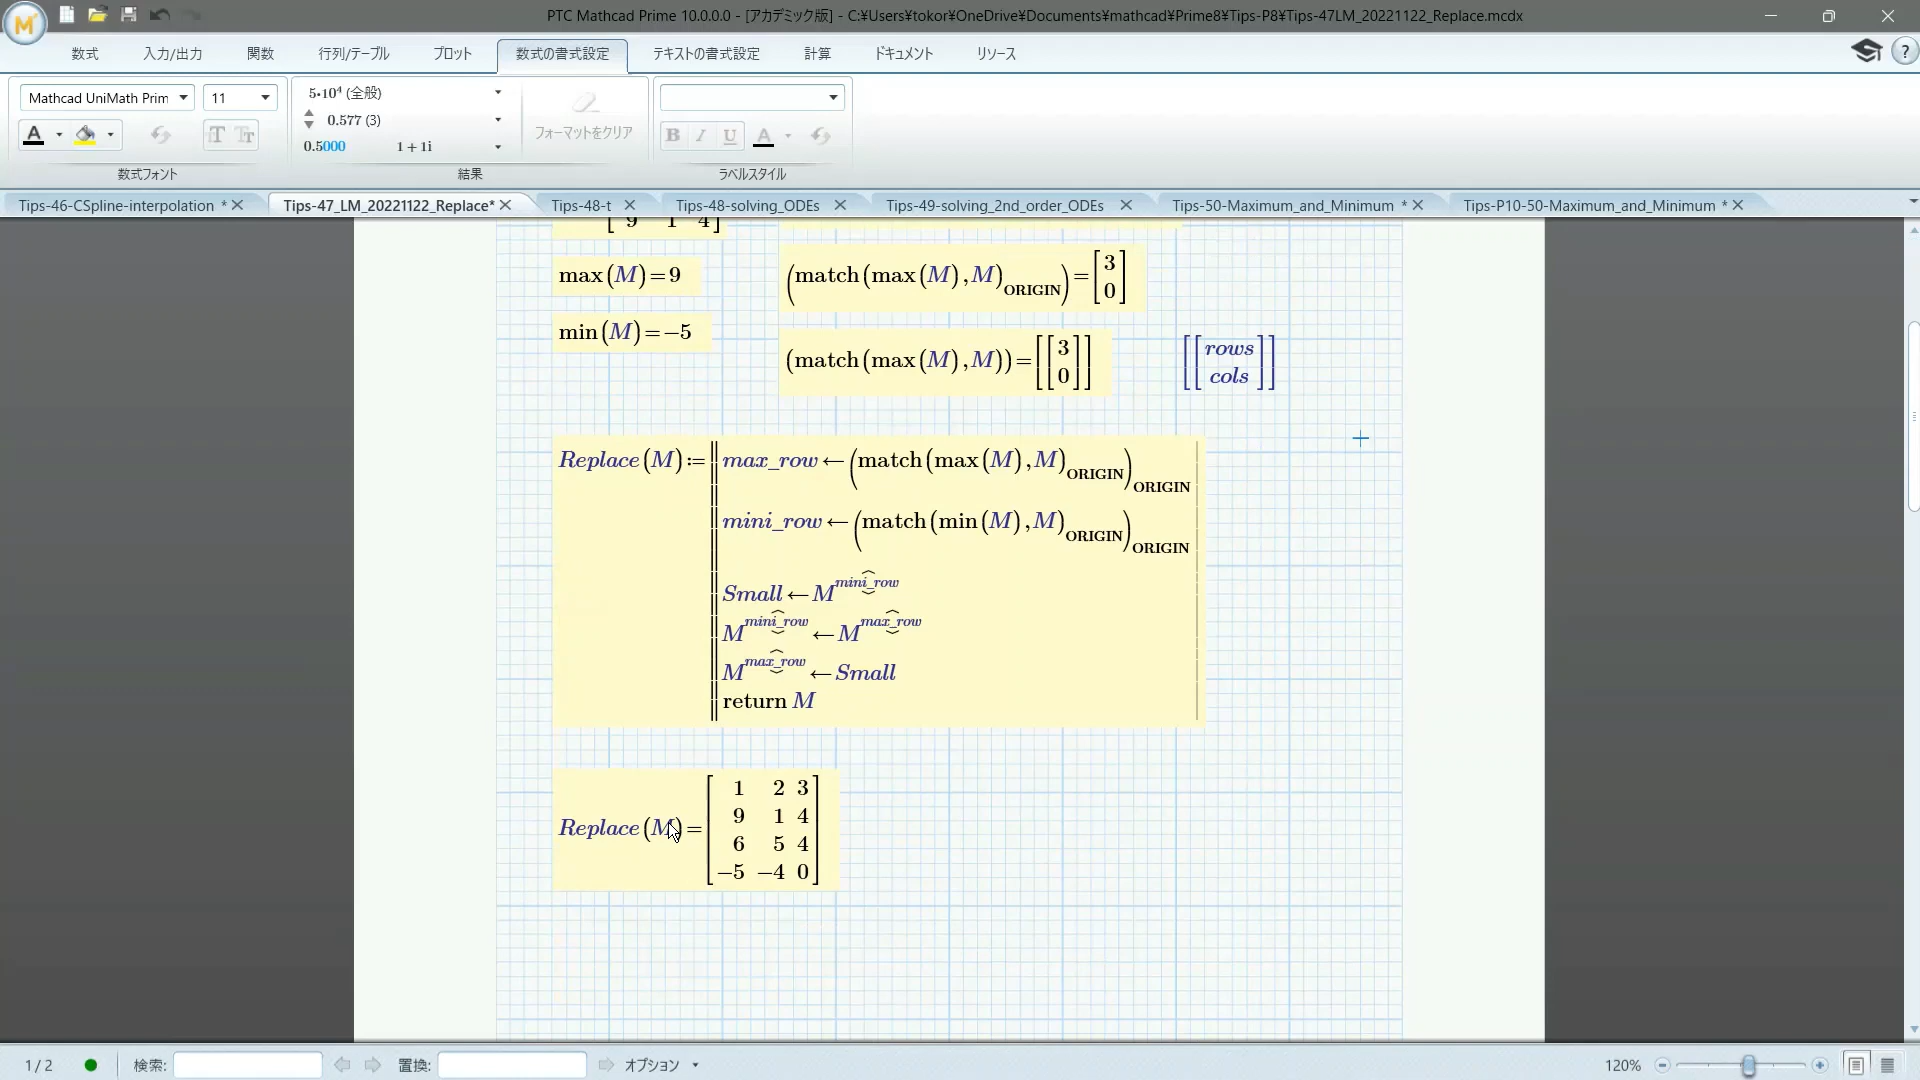 PTC Mathcad Prime 10.0.0.0 - [アカデミック版] - C:¥Users¥tokor¥OneDrive¥Documents¥mathcad¥Prime8¥Tips-P8¥Tips-47LM_20221122_Replace.mcdx
数式 入力/出力 関数 行列/テーブル プロット 数式の書式設定 テキストの書式設定 計算 ドキュメント リソース
Mathcad UniMath Prim 11
5•10⁴ (全般)
0.577 (3)
0.5000 1 + 1i
フォーマットをクリア
B I U A
数式フォント 結果 ラベルスタイル
Tips-46-CSpline-interpolation * Tips-47_LM_20221122_Replace* Tips-48-t Tips-48-solving_ODEs Tips-49-solving_2nd_order_ODEs Tips-50-Maximum_and_Minimum * Tips-P10-50-Maximum_and_Minimum *
[ 9 1 4 ]
max(M)=9 (match(max(M),M)ORIGIN)=[3 0]
min(M)=−5 (match(max(M),M))=[[3 0]] [[rows cols]]
Replace(M):= max_row←(match(max(M),M)ORIGIN)ORIGIN
mini_row←(match(min(M),M)ORIGIN)ORIGIN
Small←M mini_row
M mini_row ←M max_row
M max_row ←Small
return M
Replace(M)=
1 2 3
9 1 4
6 5 4
−5 −4 0
1 / 2 検索: 置換: オプション 120%